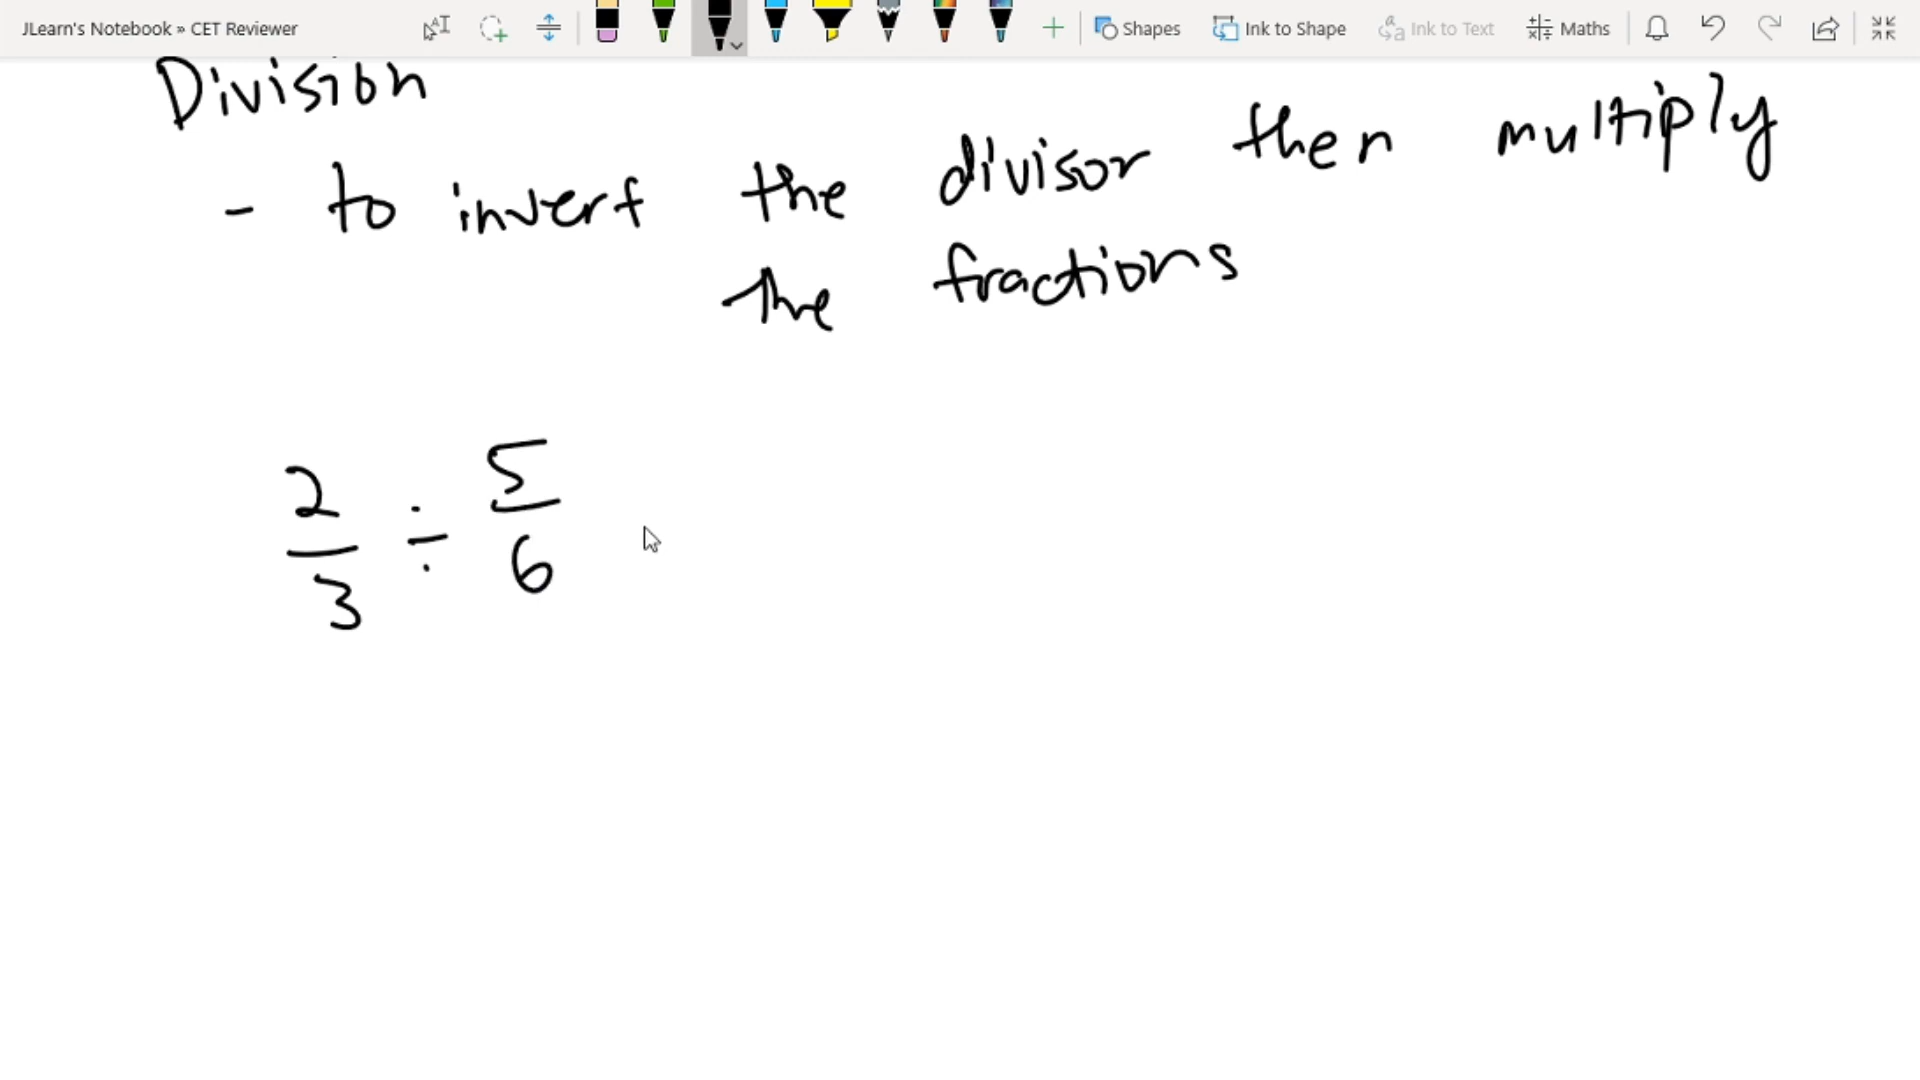 JLearn's Notebook » CET Reviewer
Shapes Ink to Shape Ink to Text Maths
Division
- to invert the divisor then multiply
the fractions
2/3 ÷ 5/6